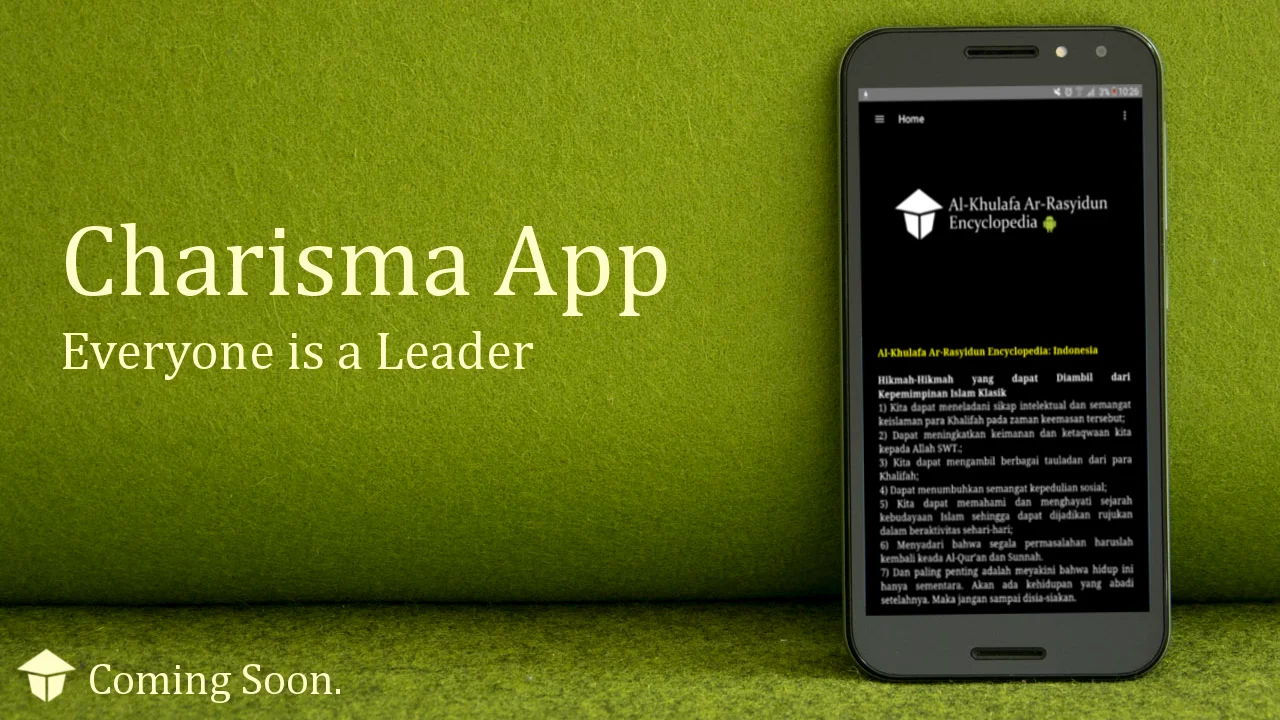 Charisma App
Everyone is a Leader
Coming Soon.
3% 10:26
Home
Al-Khulafa Ar-Rasyidun
Encyclopedia
Al-Khulafa Ar-Rasyidun Encyclopedia: Indonesia
Hikmah-Hikmah yang dapat Diambil dari
Kepemimpinan Islam Klasik
1) Kita dapat meneladani sikap intelektual dan semangat
keislaman para Khalifah pada zaman keemasan tersebut;
2) Dapat meningkatkan keimanan dan ketaqwaan kita
kepada Allah SWT.;
3) Kita dapat mengambil berbagai tauladan dari para
Khalifah;
4) Dapat menumbuhkan semangat kepedulian sosial;
5) Kita dapat memahami dan menghayati sejarah
kebudayaan Islam sehingga dapat dijadikan rujukan
dalam beraktivitas sehari-hari;
6) Menyadari bahwa segala permasalahan haruslah
kembali keada Al-Qur'an dan Sunnah.
7) Dan paling penting adalah meyakini bahwa hidup ini
hanya sementara. Akan ada kehidupan yang abadi
setelahnya. Maka jangan sampai disia-siakan.